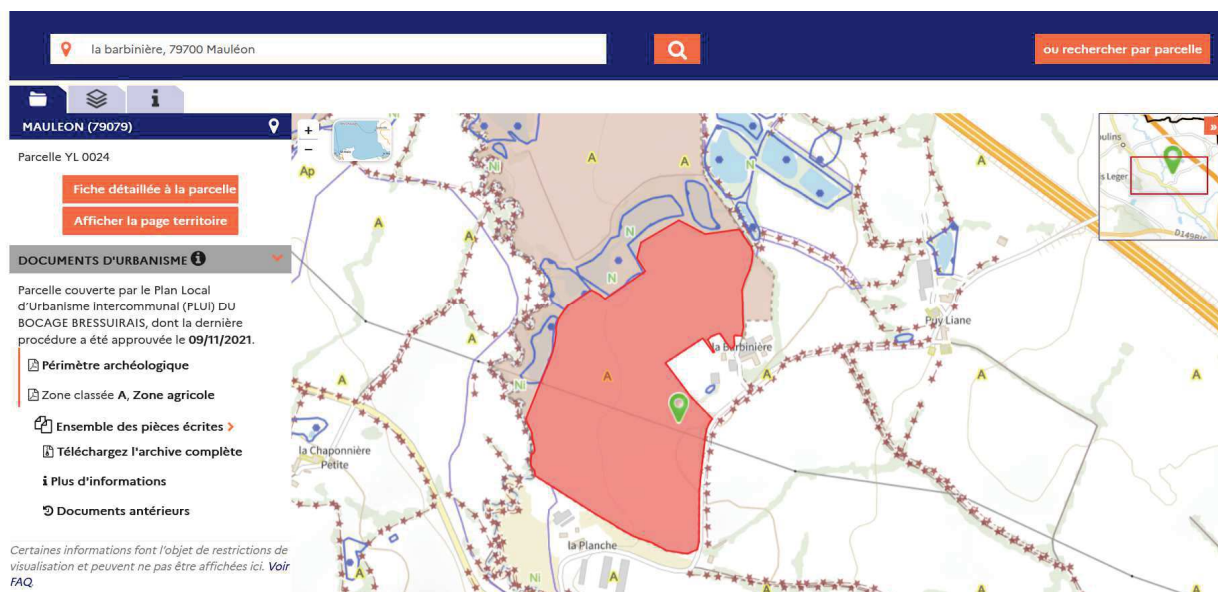 la barbinière, 79700 Mauléon
ou rechercher par parcelle
MAULEON (79079)
Parcelle YL 0024
Fiche détaillée à la parcelle
Afficher la page territoire
DOCUMENTS D'URBANISME
Parcelle couverte par le Plan Local
d'Urbanisme intercommunal (PLUi) DU
BOCAGE BRESSUIRAIS, dont la dernière
procédure a été approuvée le 09/11/2021.
Périmètre archéologique
Zone classée A, Zone agricole
Ensemble des pièces écrites >
Téléchargez l'archive complète
Plus d'informations
Documents antérieurs
Certaines informations font l'objet de restrictions de
visualisation et peuvent ne pas être affichées ici. Voir
FAQ.
+
−
Ap
A
Ni
A
A
N
A
»
ulins
s Leger
D149Bis
A
N
A
N
A
Puy Liane
la Barbinière
A
Ni
A
A
A
A
la Chaponnière
Petite
la Planche
A
Ni
A
A
A